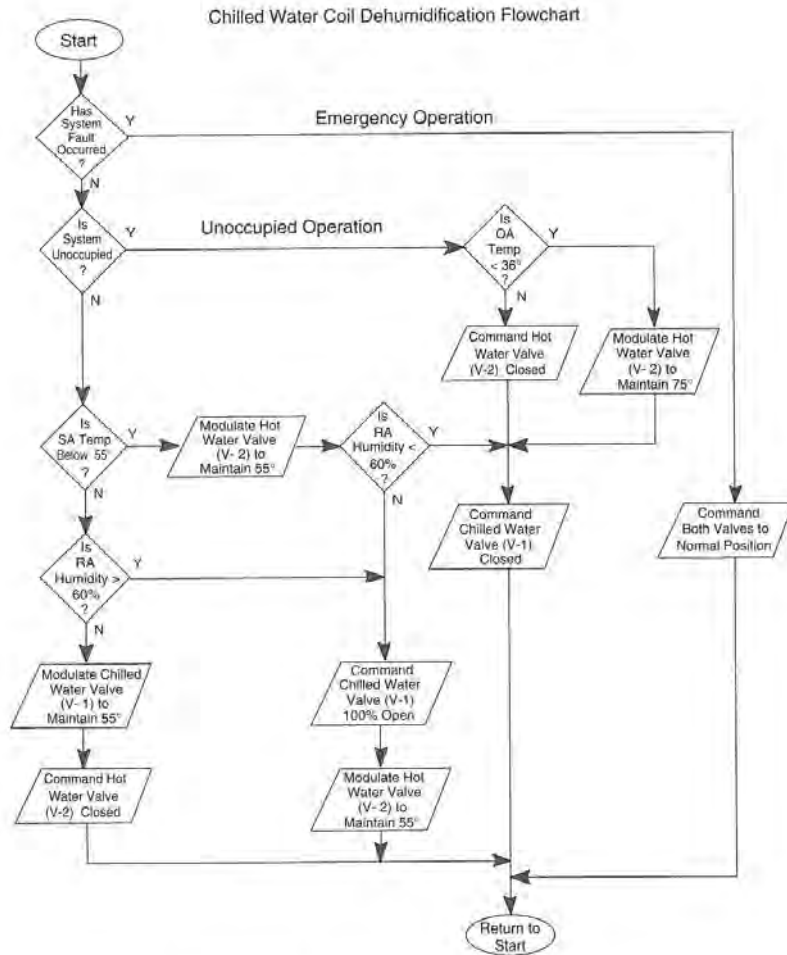 Chilled Water Coil Dehumidification Flowchart
Start
Has
System
Fault
Occurred
?
Y
N
Emergency Operation
Is
System
Unoccupied
?
Y
N
Unoccupied Operation
Is
OA
Temp
< 36°
?
Y
N
Command Hot
Water Valve
(V-2) Closed
Modulate Hot
Water Valve
(V- 2) to
Maintain 75°
Is
SA Temp
Below 55°
?
Y
N
Modulate Hot
Water Valve
(V- 2) to
Maintain 55°
Is
RA
Humidity <
60%
?
Y
N
Command
Chilled Water
Valve (V-1)
Closed
Command
Both Valves to
Normal Position
Is
RA
Humidity >
60%
?
Y
N
Modulate Chilled
Water Valve
(V- 1) to
Maintain 55°
Command
Chilled Water
Valve (V-1)
100% Open
Command Hot
Water Valve
(V-2) Closed
Modulate Hot
Water Valve
(V- 2) to
Maintain 55°
Return to
Start